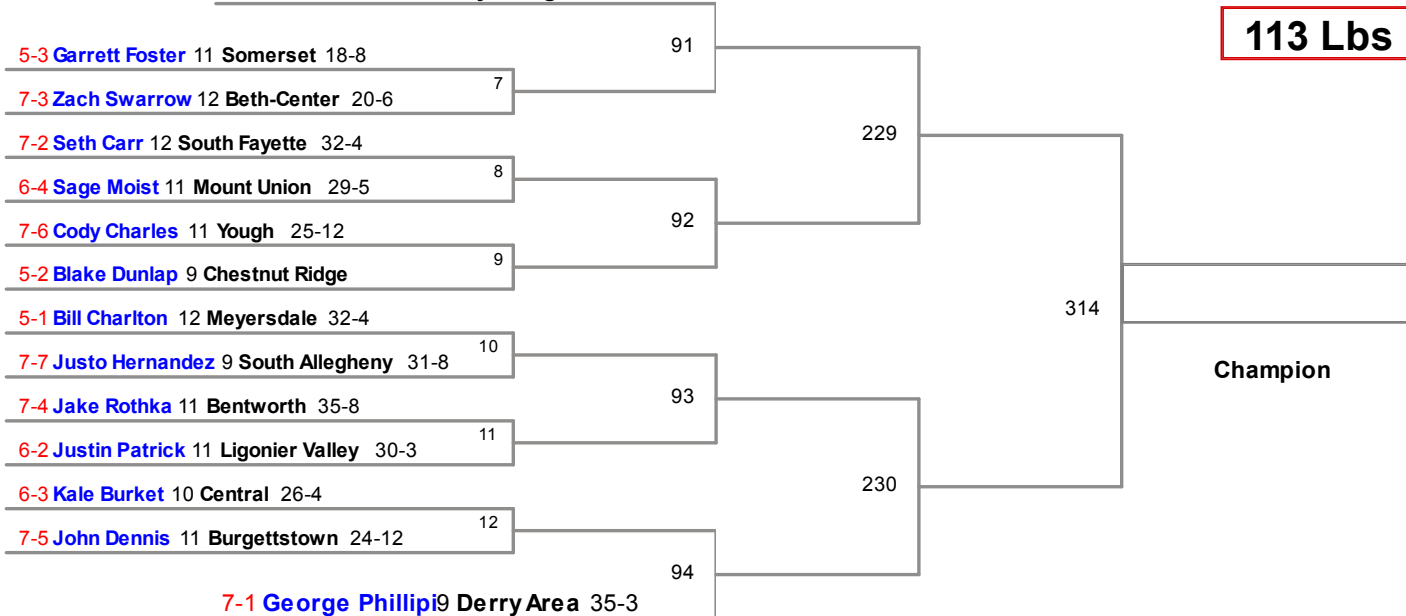 113 Lbs
91
5-3 Garrett Foster 11 Somerset 18-8
7
7-3 Zach Swarrow 12 Beth-Center 20-6
7-2 Seth Carr 12 South Fayette 32-4
229
8
6-4 Sage Moist 11 Mount Union 29-5
92
7-6 Cody Charles 11 Yough 25-12
9
5-2 Blake Dunlap 9 Chestnut Ridge
5-1 Bill Charlton 12 Meyersdale 32-4
314
10
7-7 Justo Hernandez 9 South Allegheny 31-8
Champion
93
7-4 Jake Rothka 11 Bentworth 35-8
11
6-2 Justin Patrick 11 Ligonier Valley 30-3
230
6-3 Kale Burket 10 Central 26-4
12
7-5 John Dennis 11 Burgettstown 24-12
94
7-1 George Phillipi9 Derry Area 35-3